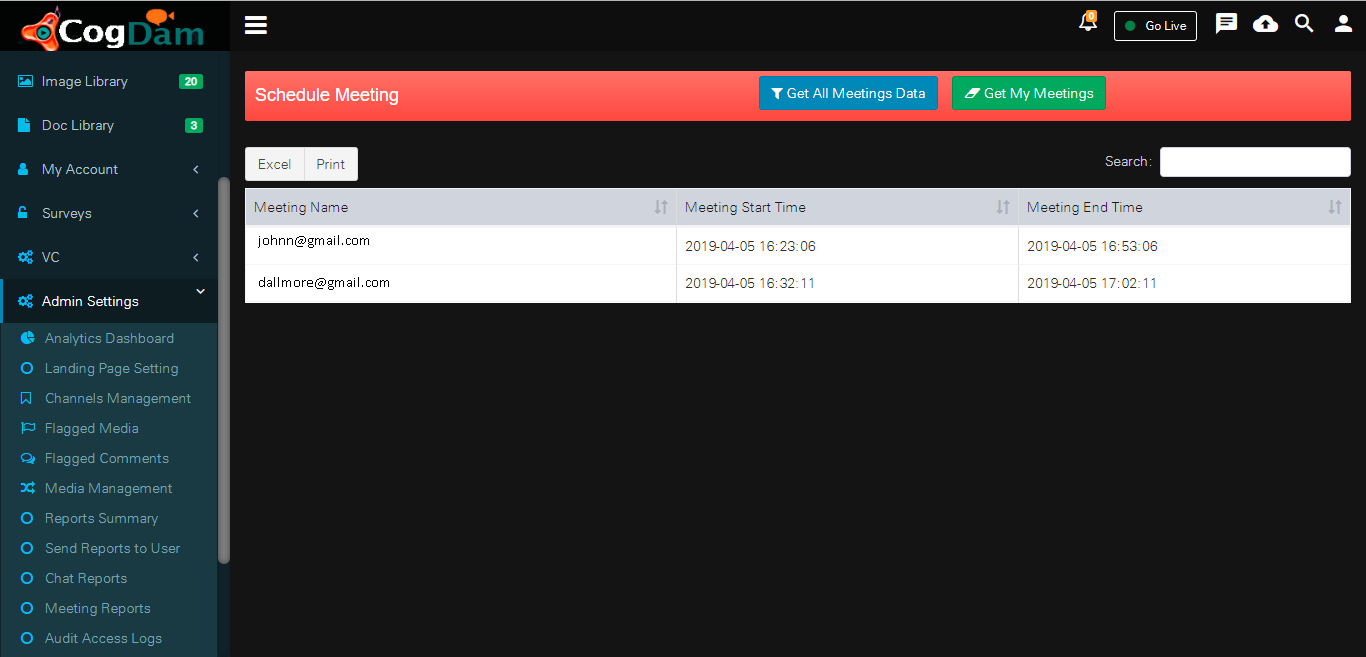 CogDam
0
Go Live
Image Library 20
Doc Library 3
My Account
Surveys
VC
Admin Settings
Analytics Dashboard
Landing Page Setting
Channels Management
Flagged Media
Flagged Comments
Media Management
Reports Summary
Send Reports to User
Chat Reports
Meeting Reports
Audit Access Logs
Schedule Meeting Get All Meetings Data Get My Meetings
Excel Print Search:
Meeting Name Meeting Start Time Meeting End Time
johnn@gmail.com 2019-04-05 16:23:06 2019-04-05 16:53:06
dallmore@gmail.com 2019-04-05 16:32:11 2019-04-05 17:02:11